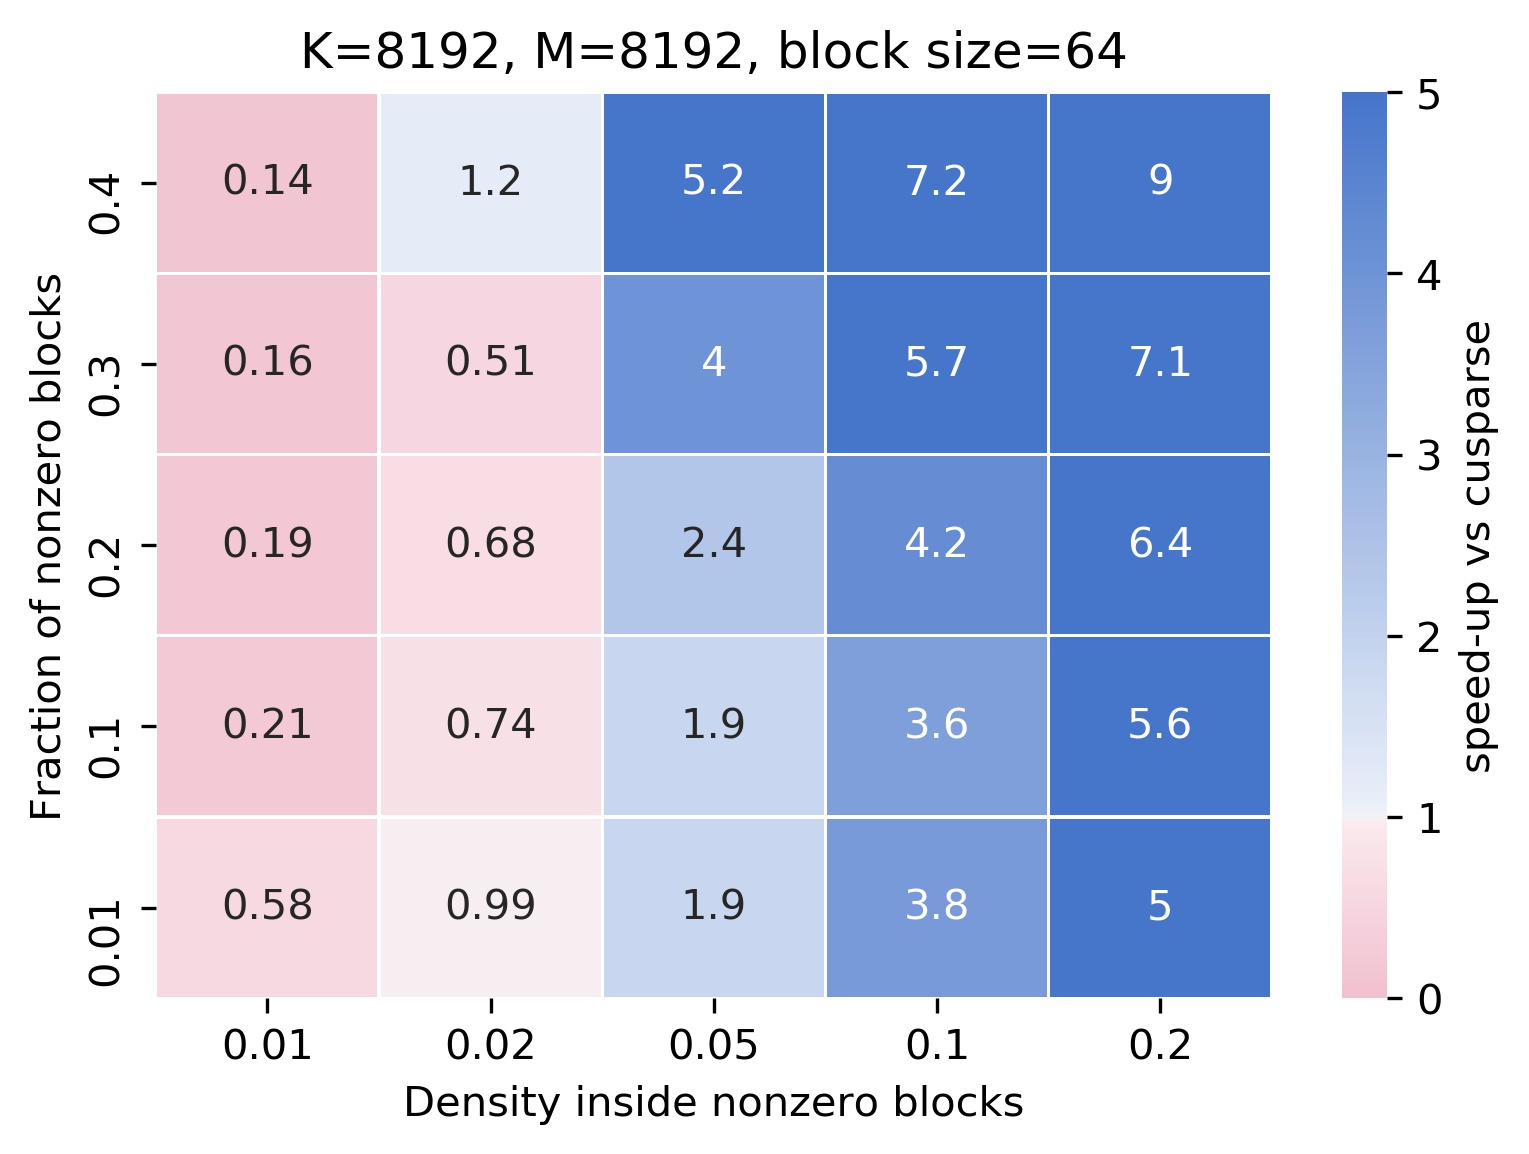 K=8192, M=8192, block size=64
Fraction of nonzero blocks
0.4 0.14 1.2 5.2 7.2 9
0.3 0.16 0.51 4 5.7 7.1
0.2 0.19 0.68 2.4 4.2 6.4
0.1 0.21 0.74 1.9 3.6 5.6
0.01 0.58 0.99 1.9 3.8 5
0.01 0.02 0.05 0.1 0.2
Density inside nonzero blocks
5
4
3
2
1
0
speed-up vs cusparse